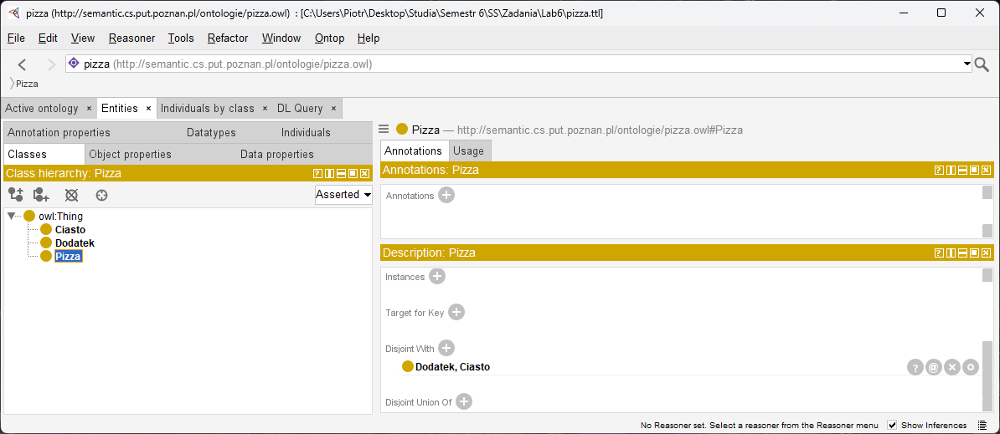 pizza (http://semantic.cs.put.poznan.pl/ontologie/pizza.owl) : [C:\Users\Piotr\Desktop\Studia\Semestr 6\SS\Zadania\Lab6\pizza.ttl]
File Edit View Reasoner Tools Refactor Window Ontop Help
pizza (http://semantic.cs.put.poznan.pl/ontologie/pizza.owl)
Pizza
Active ontology × Entities × Individuals by class × DL Query ×
Annotation properties Datatypes Individuals
Classes Object properties Data properties
Class hierarchy: Pizza
Asserted
owl:Thing
Ciasto
Dodatek
Pizza
Pizza — http://semantic.cs.put.poznan.pl/ontologie/pizza.owl#Pizza
Annotations Usage
Annotations: Pizza
Annotations
Description: Pizza
Instances
Target for Key
Disjoint With
Dodatek, Ciasto
Disjoint Union Of
No Reasoner set. Select a reasoner from the Reasoner menu Show Inferences